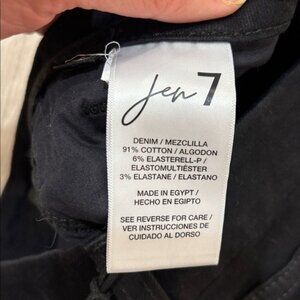 Jen7
DENIM / MEZCLILLA
91% COTTON / ALGODON
6% ELASTERELL-P /
ELASTOMULTIÉSTER
3% ELASTANE / ELASTANO
MADE IN EGYPT /
HECHO EN EGIPTO
SEE REVERSE FOR CARE /
VER INSTRUCCIONES DE
CUIDADO AL DORSO